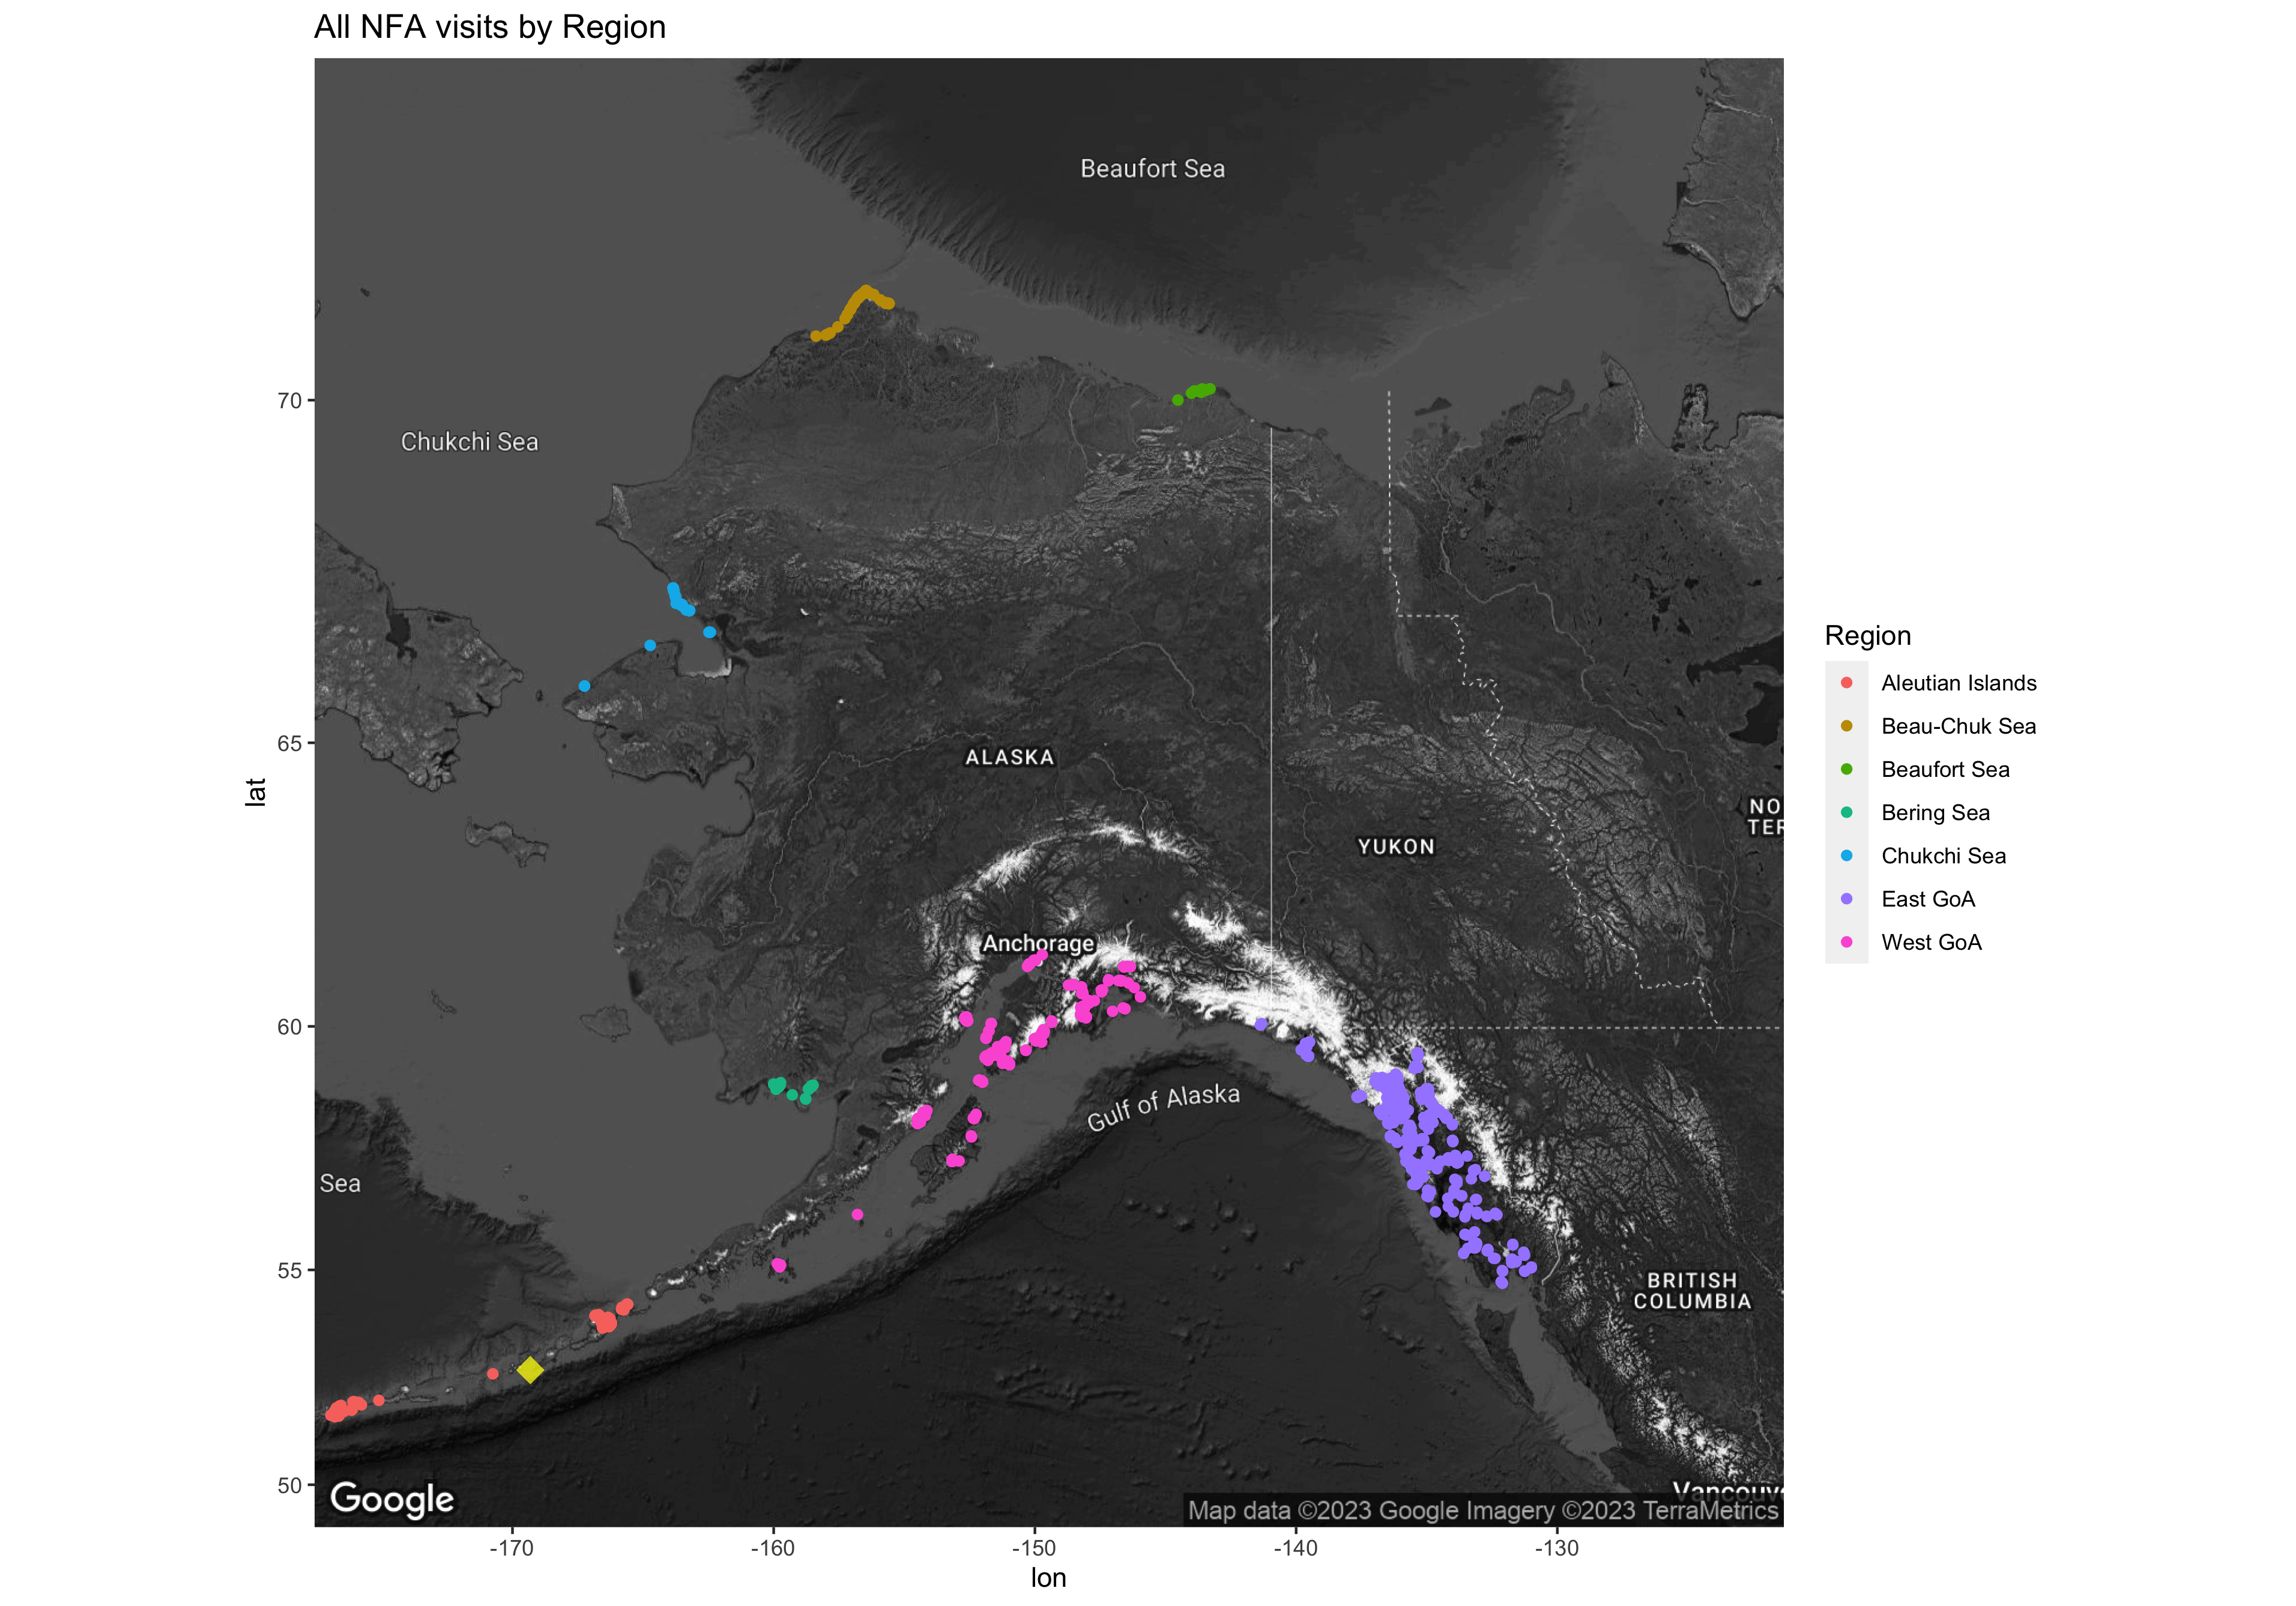 All NFA visits by Region
Beaufort Sea
70
Chukchi Sea
Region
Aleutian Islands
Beau-Chuk Sea
65
ALASKA
Beaufort Sea
lat
NO
TER
Bering Sea
YUKON
Chukchi Sea
East GoA
Anchorage
West GoA
60
Gulf of Alaska
Sea
55
BRITISH
COLUMBIA
50
Google
Vancouve
Map data ©2023 Google Imagery ©2023 TerraMetrics
-170 -160 -150 -140 -130
lon